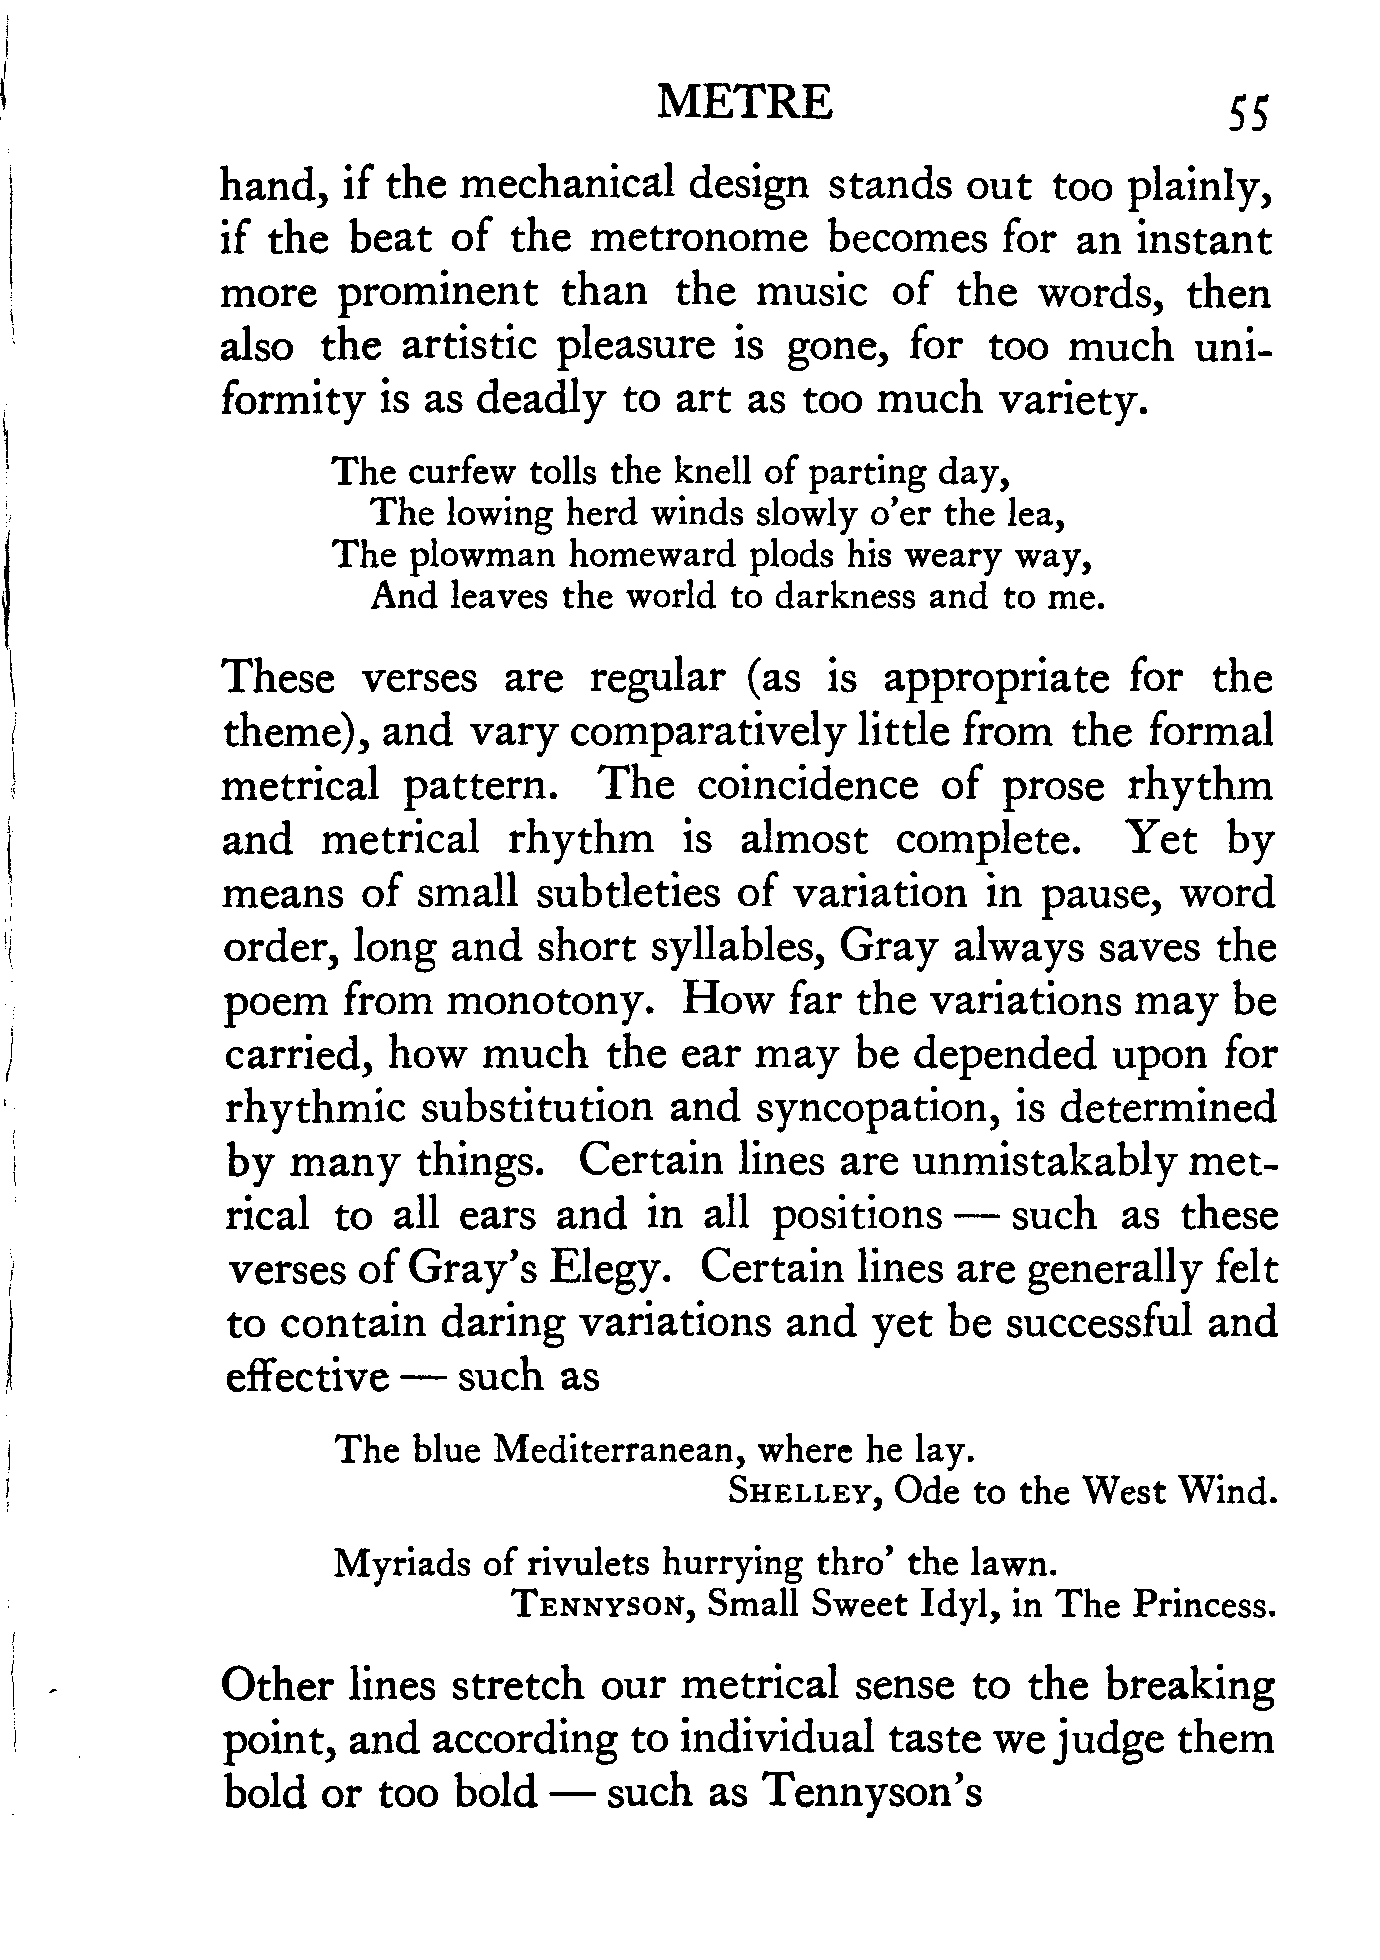 METRE 55
hand, if the mechanical design stands out too plainly,
if the beat of the metronome becomes for an instant
more prominent than the music of the words, then
also the artistic pleasure is gone, for too much uni-
formity is as deadly to art as too much variety.
The curfew tolls the knell of parting day,
The lowing herd winds slowly o'er the lea,
The plowman homeward plods his weary way,
And leaves the world to darkness and to me.
These verses are regular (as is appropriate for the
theme), and vary comparatively little from the formal
metrical pattern. The coincidence of prose rhythm
and metrical rhythm is almost complete. Yet by
means of small subtleties of variation in pause, word
order, long and short syllables, Gray always saves the
poem from monotony. How far the variations may be
carried, how much the ear may be depended upon for
rhythmic substitution and syncopation, is determined
by many things. Certain lines are unmistakably met-
rical to all ears and in all positions — such as these
verses of Gray's Elegy. Certain lines are generally felt
to contain daring variations and yet be successful and
effective — such as
The blue Mediterranean, where he lay.
SHELLEY, Ode to the West Wind.
Myriads of rivulets hurrying thro' the lawn.
TENNYSON, Small Sweet Idyl, in The Princess.
Other lines stretch our metrical sense to the breaking
point, and according to individual taste we judge them
bold or too bold — such as Tennyson's